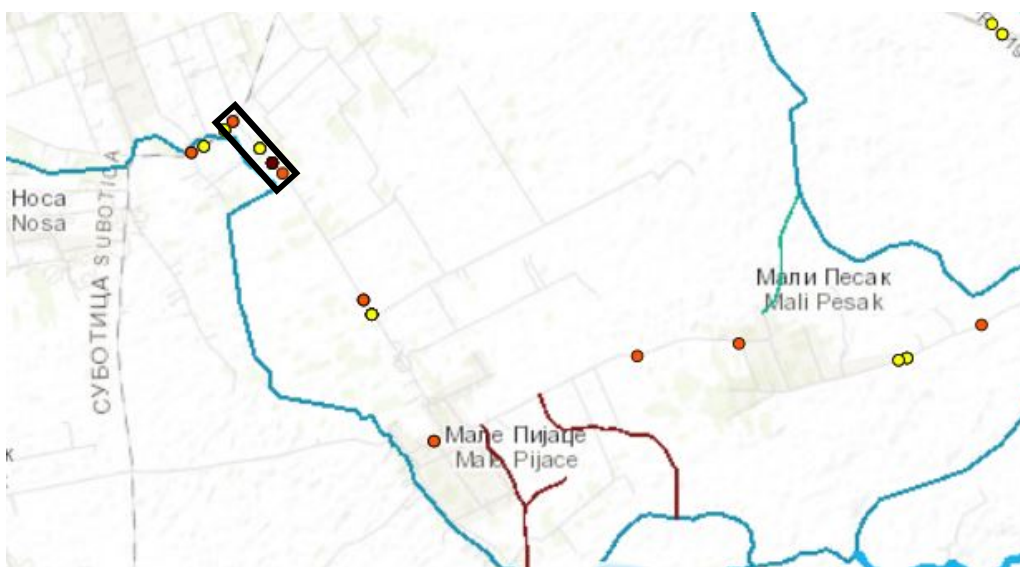 Носа
Nosa
СУБОТИЦА SUBOTICA
Мали Песак
Mali Pesak
Мале Пијаце
Male Pijace
к